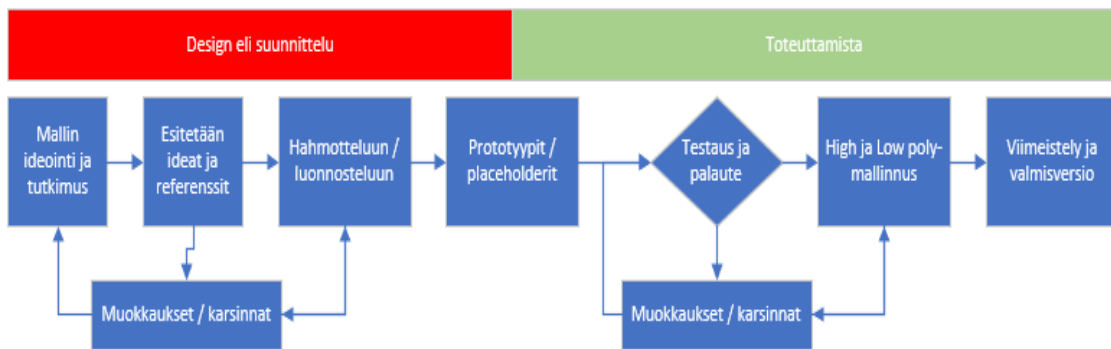 Design eli suunnittelu
Toteuttamista
Mallin
ideointi ja
tutkimus
Esitetään
ideat ja
referenssit
Hahmotteluun /
luonnosteluun
Prototyypit /
placeholderit
Testaus ja
palaute
High ja Low poly-
mallinnus
Viimeistely ja
valmisversio
Muokkaukset / karsinnat
Muokkaukset / karsinnat